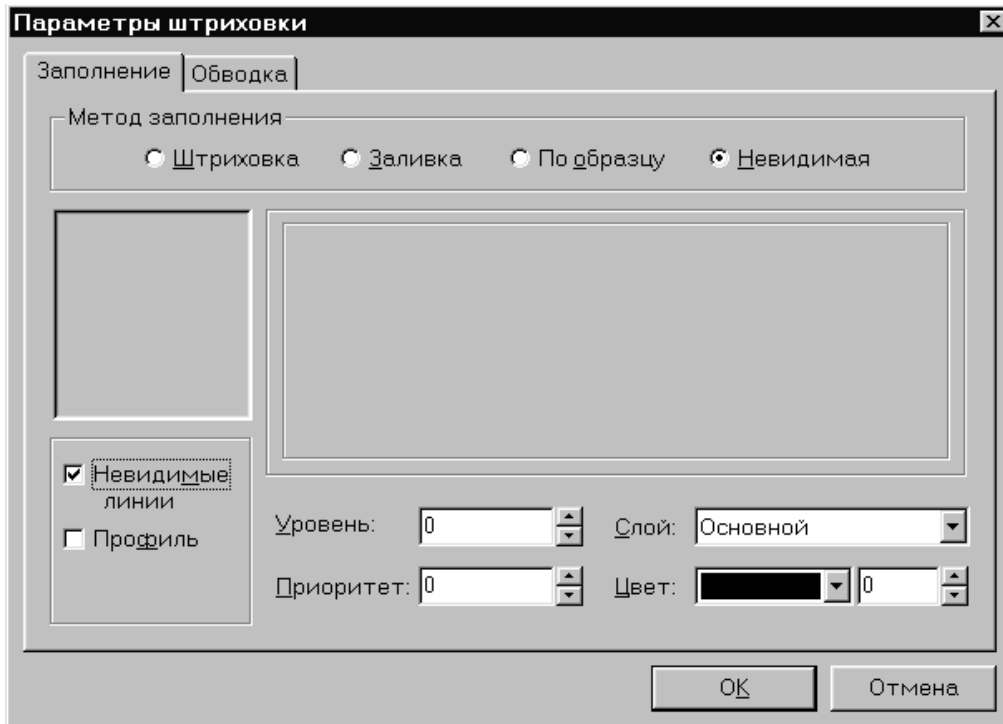 Параметры штриховки
Заполнение Обводка
Метод заполнения
Штриховка Заливка По образцу Невидимая
Невидимые
линии
Профиль
Уровень: 0 Слой: Основной
Приоритет: 0 Цвет: 0
OK Отмена